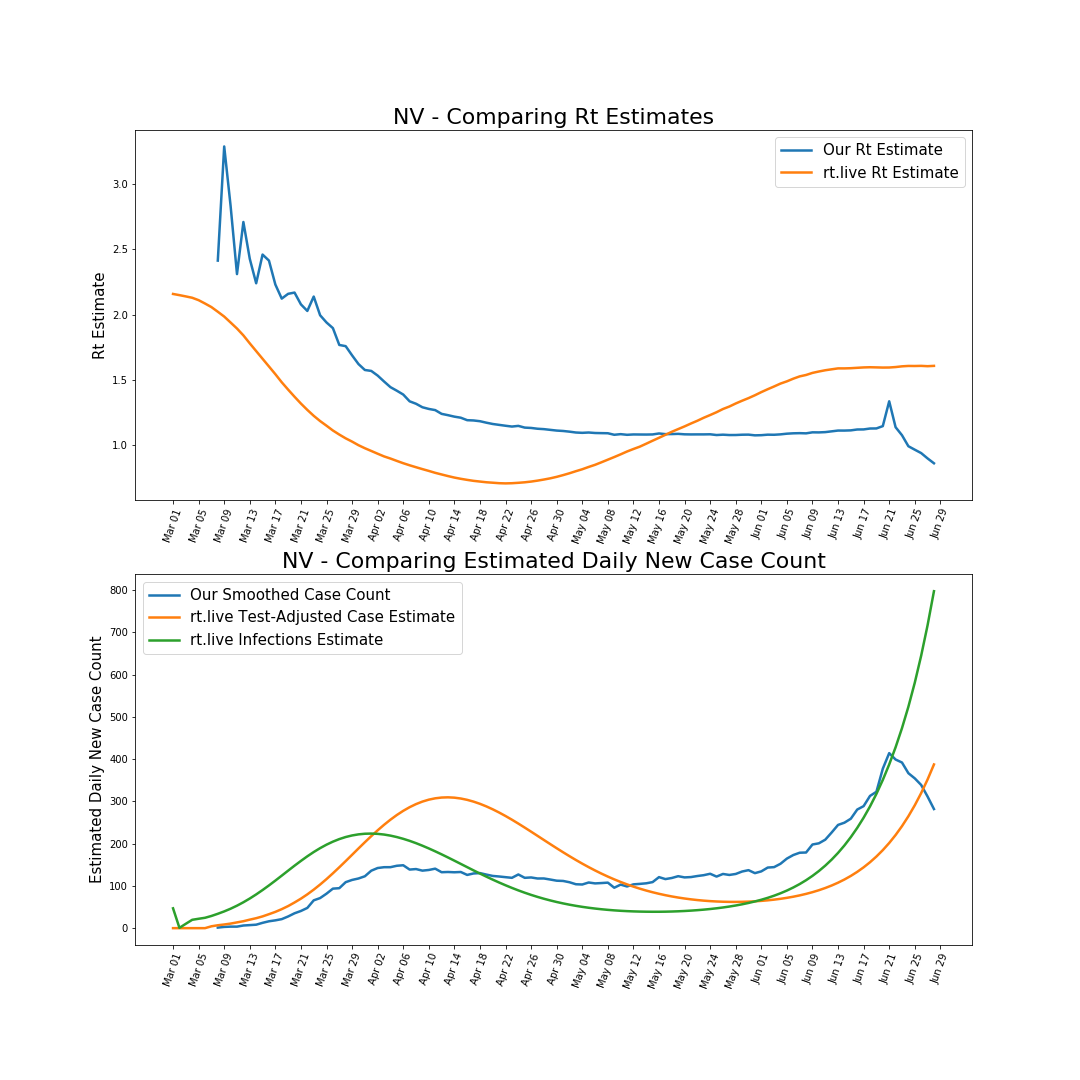 NV - Comparing Rt Estimates
Our Rt Estimate
rt.live Rt Estimate
Rt Estimate
3.0
2.5
2.0
1.5
1.0
Mar 01 Mar 05 Mar 09 Mar 13 Mar 17 Mar 21 Mar 25 Mar 29 Apr 02 Apr 06 Apr 10 Apr 14 Apr 18 Apr 22 Apr 26 Apr 30 May 04 May 08 May 12 May 16 May 20 May 24 May 28 Jun 01 Jun 05 Jun 09 Jun 13 Jun 17 Jun 21 Jun 25 Jun 29
NV - Comparing Estimated Daily New Case Count
Our Smoothed Case Count
rt.live Test-Adjusted Case Estimate
rt.live Infections Estimate
Estimated Daily New Case Count
800
700
600
500
400
300
200
100
0
Mar 01 Mar 05 Mar 09 Mar 13 Mar 17 Mar 21 Mar 25 Mar 29 Apr 02 Apr 06 Apr 10 Apr 14 Apr 18 Apr 22 Apr 26 Apr 30 May 04 May 08 May 12 May 16 May 20 May 24 May 28 Jun 01 Jun 05 Jun 09 Jun 13 Jun 17 Jun 21 Jun 25 Jun 29